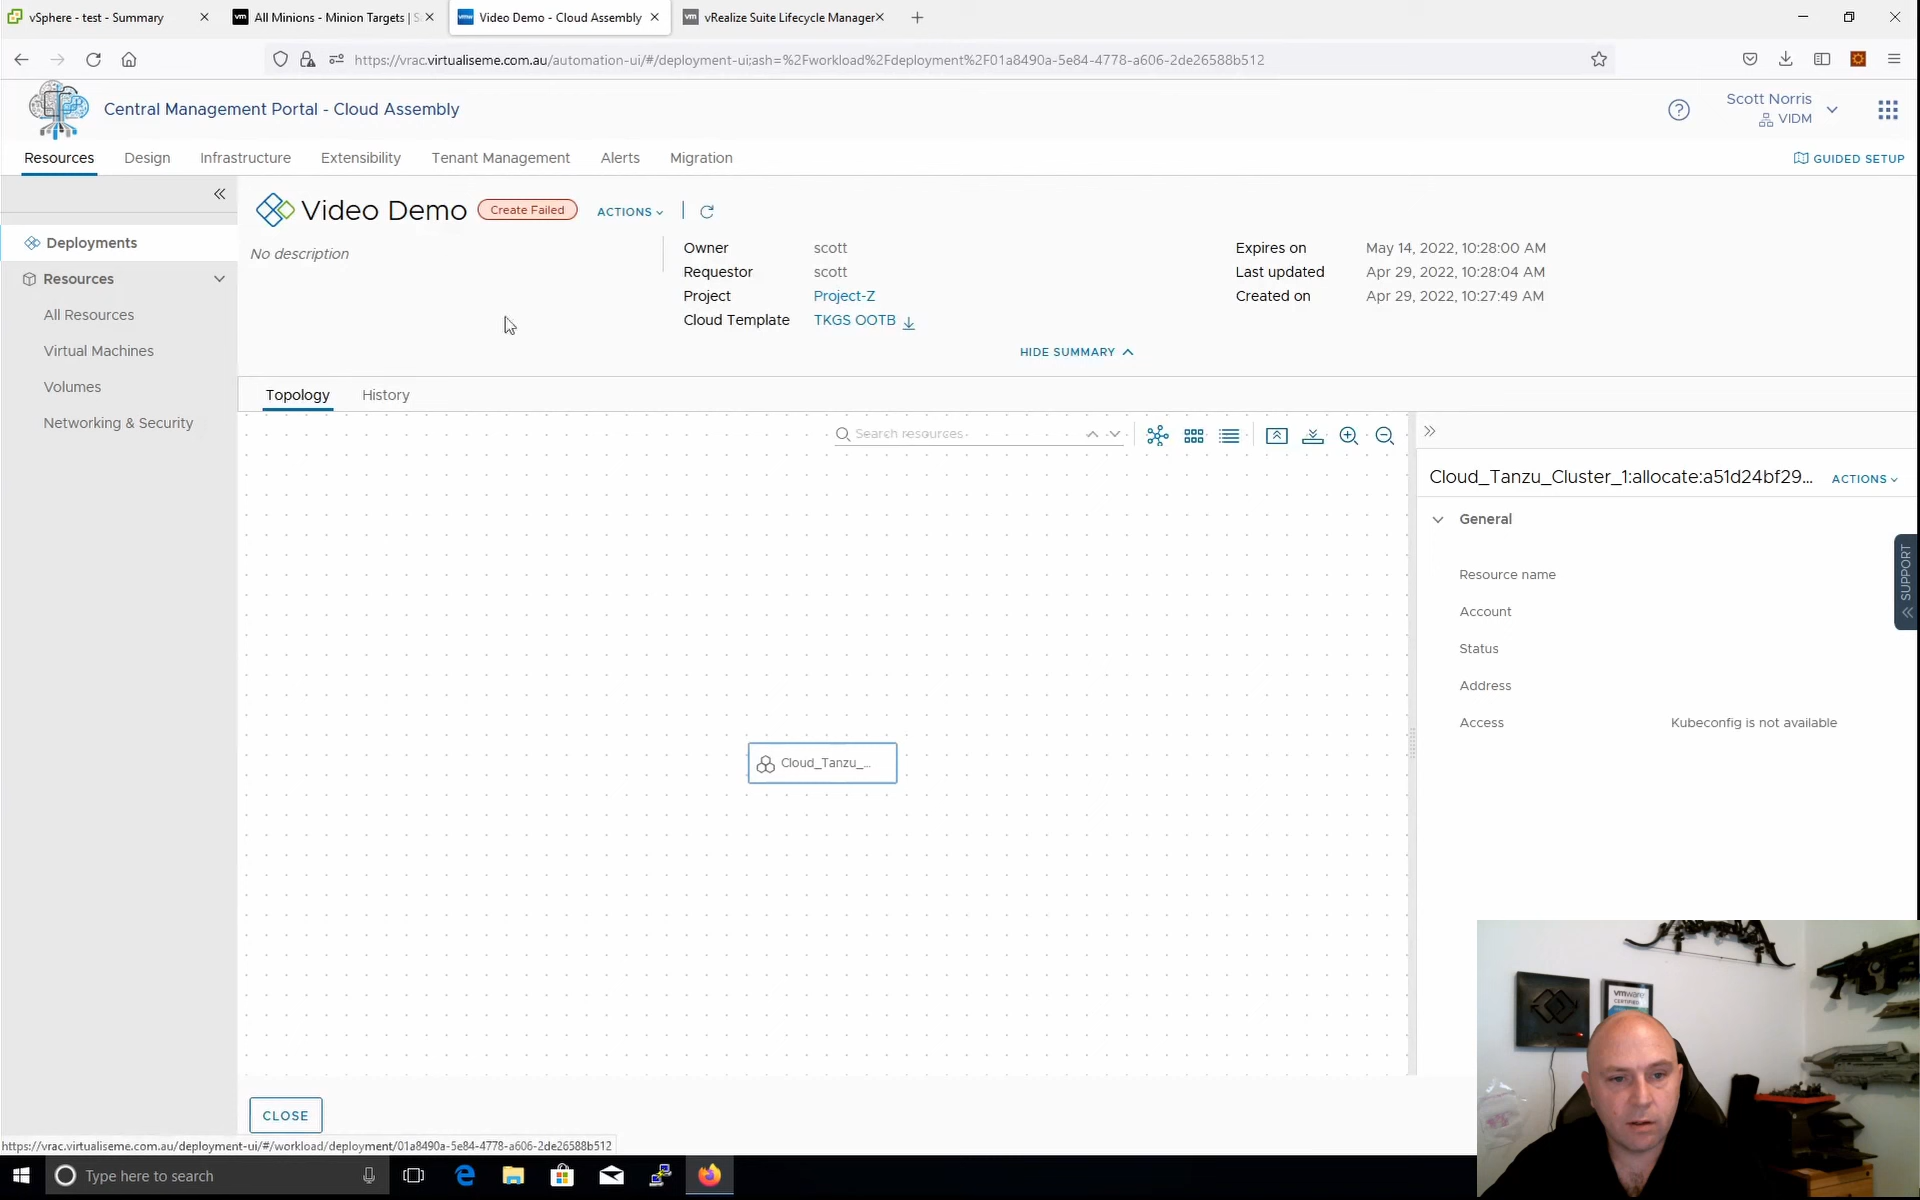 vSphere - test - Summary
All Minions - Minion Targets | S
Video Demo - Cloud Assembly
vRealize Suite Lifecycle Manager
https://vrac.virtualiseme.com.au/automation-ui/#/deployment-ui;ash=%2Fworkload%2Fdeployment%2F01a8490a-5e84-4778-a606-2de26588b512
Central Management Portal - Cloud Assembly
Scott Norris
VIDM
Resources
Design
Infrastructure
Extensibility
Tenant Management
Alerts
Migration
GUIDED SETUP
Deployments
Resources
All Resources
Virtual Machines
Volumes
Networking & Security
Video Demo
Create Failed
ACTIONS
No description
Owner scott
Requestor scott
Project Project-Z
Cloud Template TKGS OOTB
Expires on May 14, 2022, 10:28:00 AM
Last updated Apr 29, 2022, 10:28:04 AM
Created on Apr 29, 2022, 10:27:49 AM
HIDE SUMMARY
Topology
History
Search resources
Cloud_Tanzu_...
Cloud_Tanzu_Cluster_1:allocate:a51d24bf29...
ACTIONS
General
Resource name
Account
Status
Address
Access Kubeconfig is not available
SUPPORT
vmware
CERTIFIED
CLOSE
https://vrac.virtualiseme.com.au/deployment-ui/#/workload/deployment/01a8490a-5e84-4778-a606-2de26588b512
Type here to search